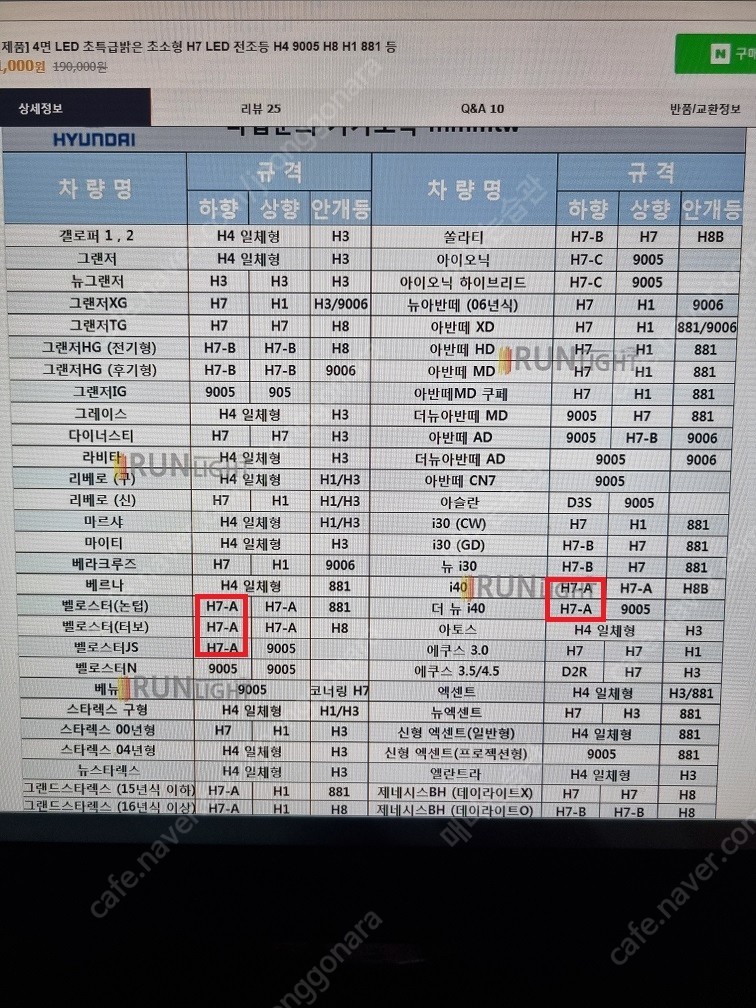 제품] 4면 LED 초특급밝은 초소형 H7 LED 전조등 H4 9005 H8 H1 881 등
,000원 190,000원
N 구매
상세정보 리뷰 25 Q&A 10 반품/교환정보
HYUNDAI
차 량 명 규 격 차 량 명 규 격
하향 상향 안개등 하향 상향 안개등
갤로퍼 1 , 2 H4 일체형 H3 쏠라티 H7-B H7 H8B
그랜저 H4 일체형 H3 아이오닉 H7-C 9005
뉴그랜저 H3 H3 H3 아이오닉 하이브리드 H7-C 9005
그랜저XG H7 H1 H3/9006 뉴아반떼 (06년식) H7 H1 9006
그랜저TG H7 H7 H8 아반떼 XD H7 H1 881/9006
그랜저HG (전기형) H7-B H7-B H8 아반떼 HD H7 H1 881
그랜저HG (후기형) H7-B H7-B 9006 아반떼 MD H7 H1 881
그랜저IG 9005 905 아반떼MD 쿠페 H7 H1 881
그레이스 H4 일체형 H3 더뉴아반떼 MD 9005 H7 881
다이너스티 H7 H7 H3 아반떼 AD 9005 H7-B 9006
라비타 H4 일체형 H3 더뉴아반떼 AD 9005 9006
리베로 (구) H4 일체형 H1/H3 아반떼 CN7 9005
리베로 (신) H7 H1 H1/H3 아슬란 D3S 9005
마르샤 H4 일체형 H1/H3 i30 (CW) H7 H1 881
마이티 H4 일체형 H3 i30 (GD) H7-B H7 881
베라크루즈 H7 H1 9006 뉴 i30 H7-B H7 881
베르나 H4 일체형 881 i40 H7-A H7-A H8B
벨로스터(논텁) H7-A H7-A 881 더 뉴 i40 H7-A 9005
벨로스터(터보) H7-A H7-A H8 아토스 H4 일체형 H3
벨로스터JS H7-A 9005 에쿠스 3.0 H7 H7 H1
벨로스터N 9005 9005 에쿠스 3.5/4.5 D2R H7 H3
베뉴 9005 코너링 H7 엑센트 H4 일체형 H3/881
스타렉스 구형 H4 일체형 H1/H3 뉴엑센트 H7 H3 881
스타렉스 00년형 H7 H1 H3 신형 엑센트(일반형) H4 일체형 881
스타렉스 04년형 H4 일체형 H3 신형 엑센트(프로젝션형) 9005 881
뉴스타렉스 H4 일체형 H3 엘란트라 H4 일체형 H3
그랜드스타렉스 (15년식 이하) H7-A H1 881 제네시스BH (데이라이트X) H7 H7 H8
그랜드스타렉스 (16년식 이상) H7-A H1 H8 제네시스BH (데이라이트O) H7-B H7-B H8
RUNLIGHT
RUNLIGHT
RUNLIGHT
RUNLIGHT
cafe.naver.com
cafe.naver.com